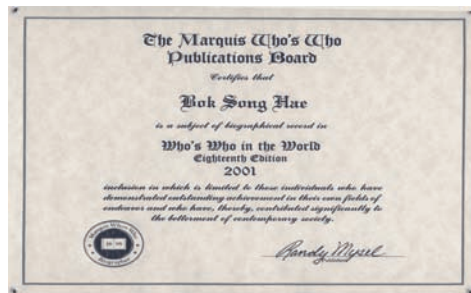 The Marquis Who's Who
Publications Board
Certifies that
Bok Song Hae
is a subject of biographical record in
Who's Who in the World
Eighteenth Edition
2001
inclusion in which is limited to those individuals who have
demonstrated outstanding achievement in their own fields of
endeavor and who have, thereby, contributed significantly to
the betterment of contemporary society.
Marquis Who's Who
Randy Mysel